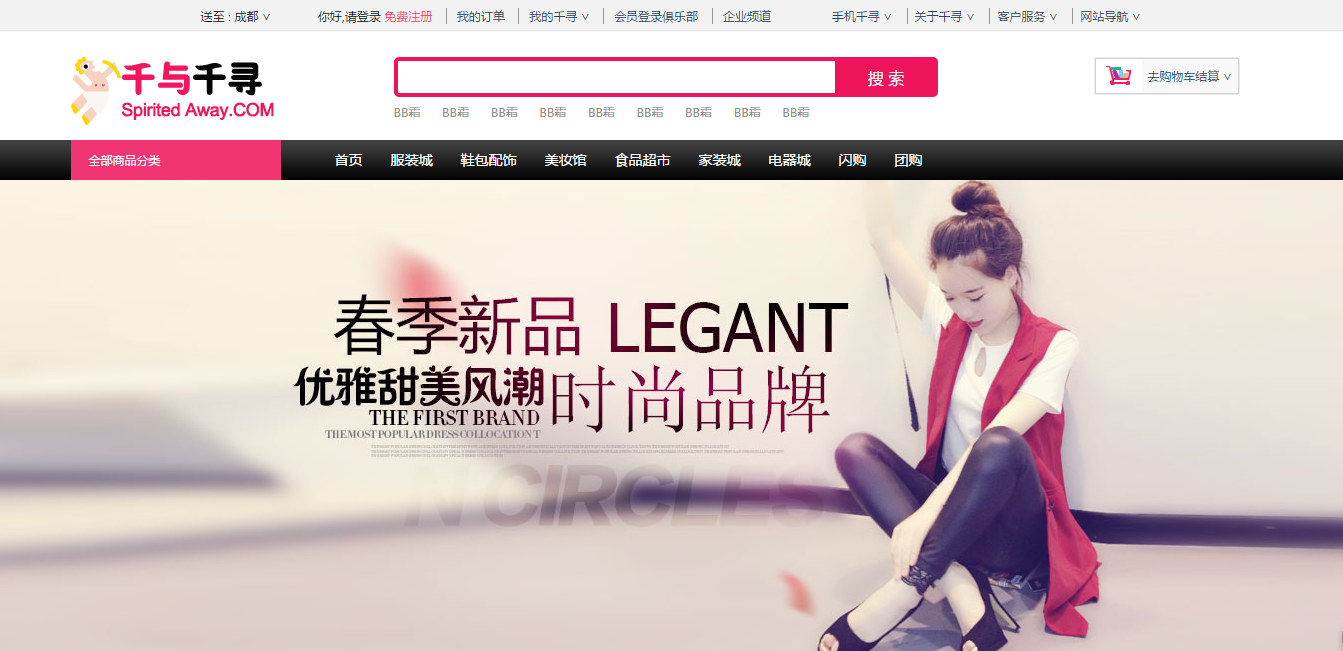 送至：成都 ∨ 你好,请登录 免费注册 我的订单 我的千寻 ∨ 会员登录俱乐部 企业频道 手机千寻 ∨ 关于千寻 ∨ 客户服务 ∨ 网站导航 ∨
千与千寻
Spirited Away.COM
搜 索
去购物车结算 ∨
BB霜 BB霜 BB霜 BB霜 BB霜 BB霜 BB霜 BB霜 BB霜
全部商品分类 首页 服装城 鞋包配饰 美妆馆 食品超市 家装城 电器城 闪购 团购
春季新品 LEGANT
优雅甜美风潮 时尚品牌
THE FIRST BRAND
THE MOST POPULAR DRESS COLLOCATION T
N CIRCLES